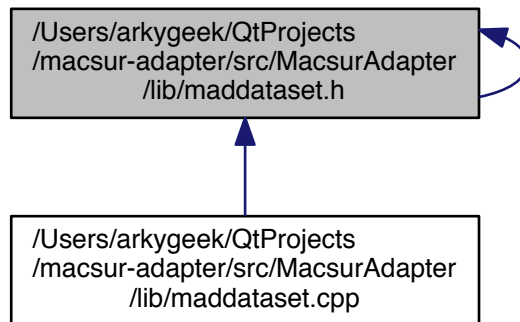 /Users/arkygeek/QtProjects
/macsur-adapter/src/MacsurAdapter
/lib/maddataset.h
/Users/arkygeek/QtProjects
/macsur-adapter/src/MacsurAdapter
/lib/maddataset.cpp